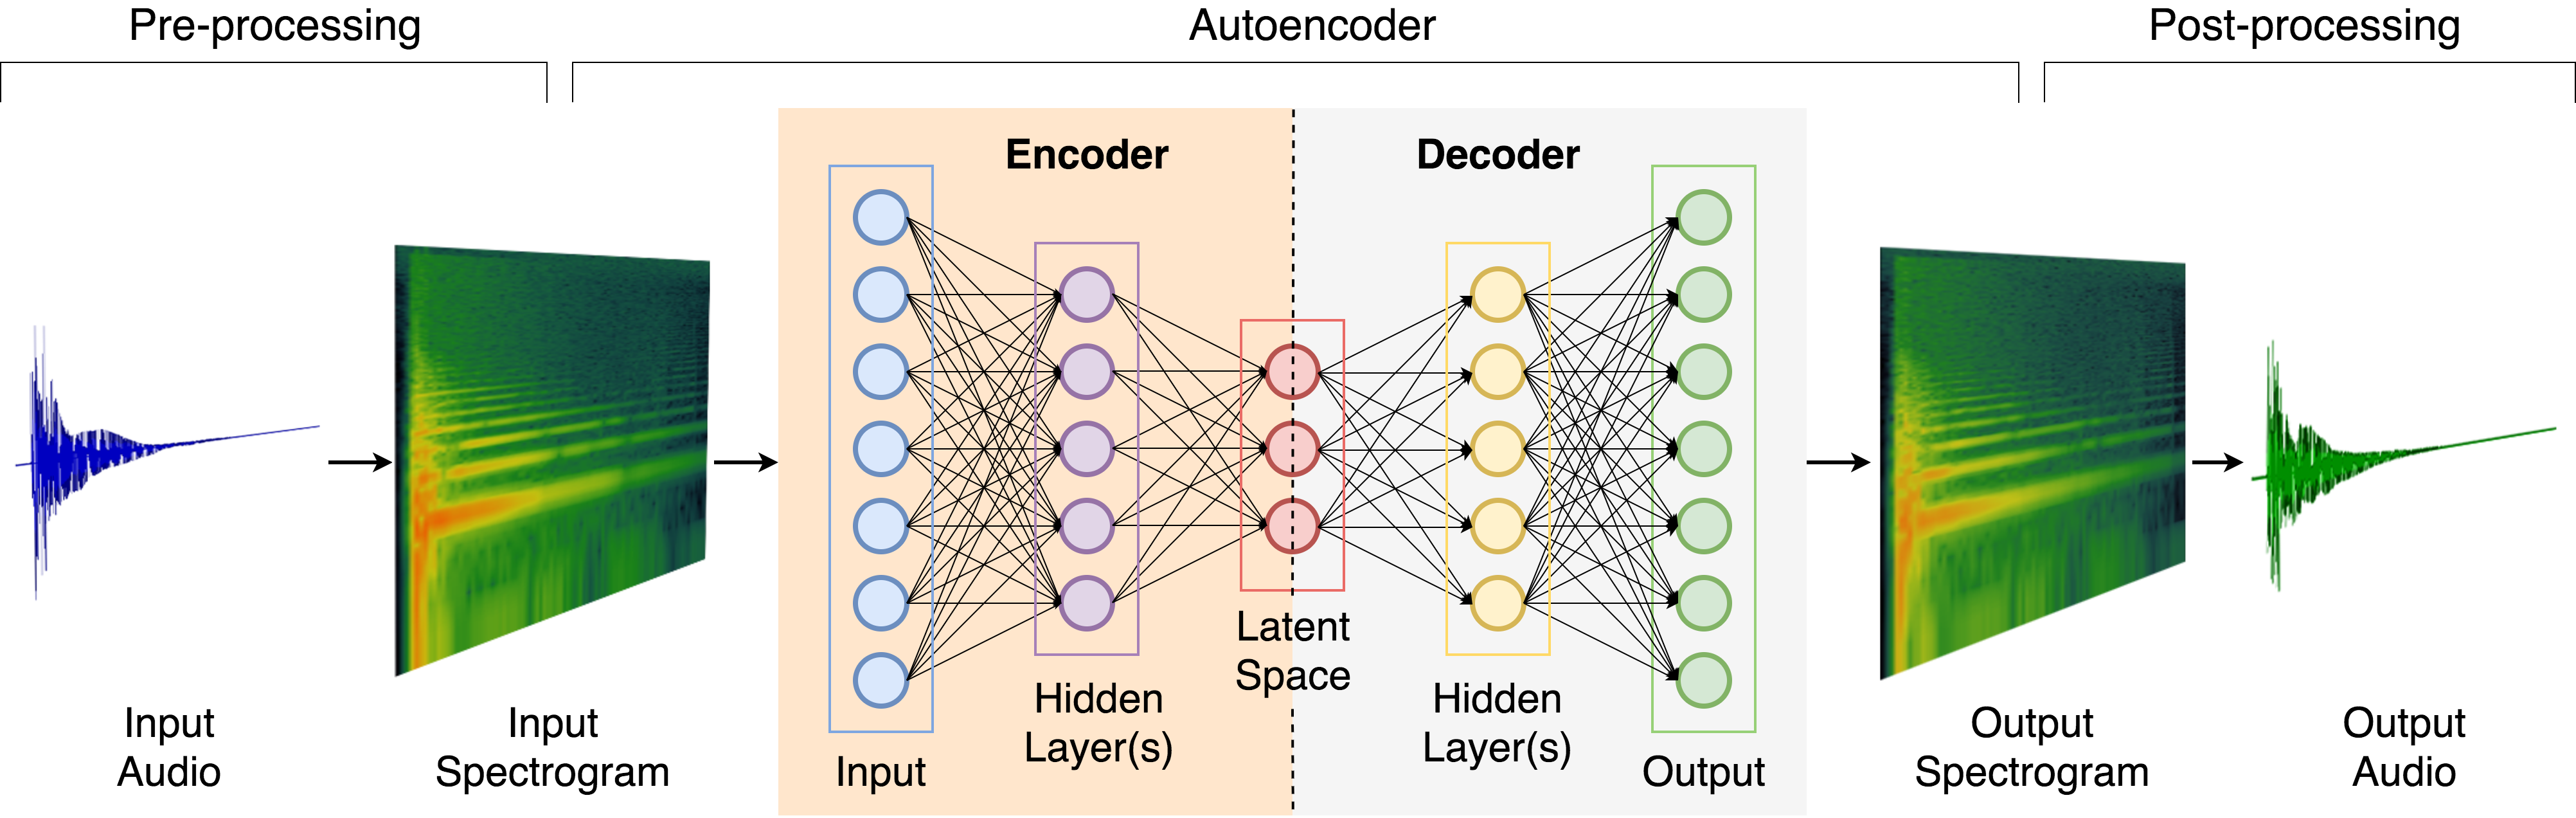 Pre-processing
Autoencoder
Post-processing
Encoder
Decoder
Input
Audio
Input
Spectrogram
Input
Hidden
Layer(s)
Latent
Space
Hidden
Layer(s)
Output
Output
Spectrogram
Output
Audio